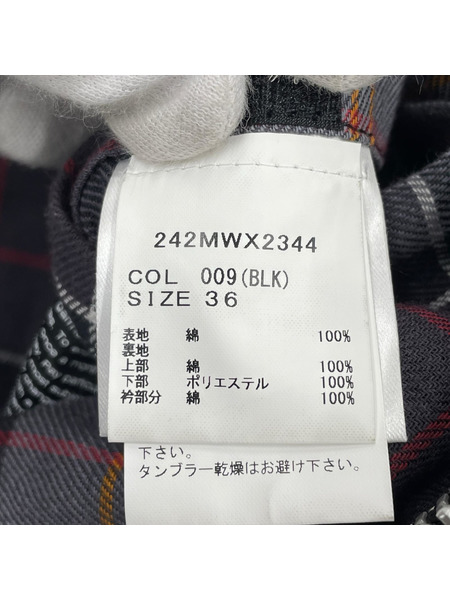 242MWX2344
COL 009(BLK)
SIZE 36
表地 綿 100%
裏地
上部 綿 100%
下部 ポリエステル 100%
衿部分 綿 100%
下さい。
タンブラー乾燥はお避け下さい。